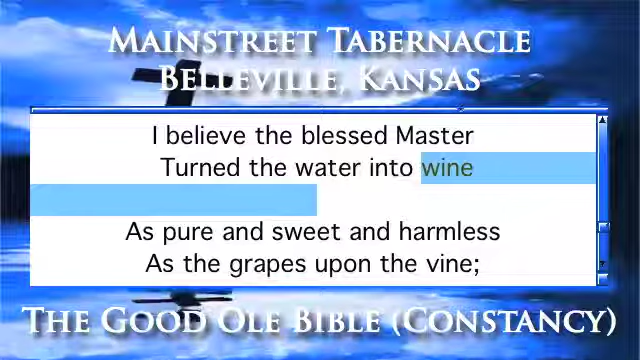 MAINSTREET TABERNACLE
BELLEVILLE, KANSAS
I believe the blessed Master
Turned the water into wine
As pure and sweet and harmless
As the grapes upon the vine;
THE GOOD OLE BIBLE (CONSTANCY)